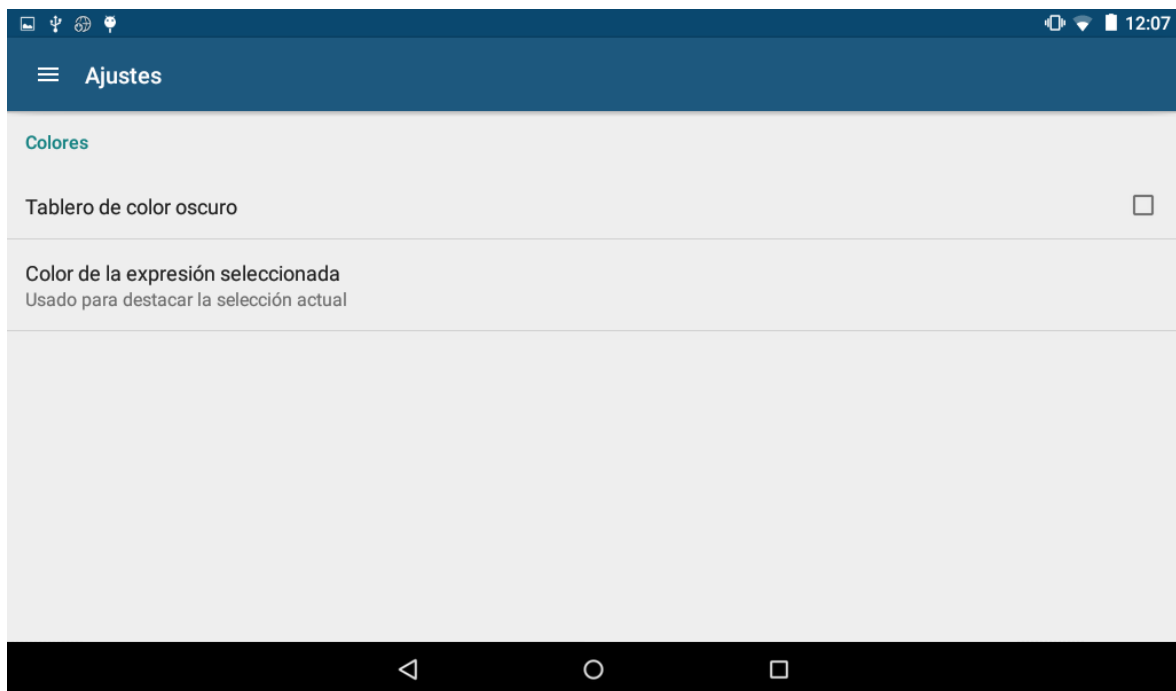 12:07
Ajustes
Colores
Tablero de color oscuro
Color de la expresión seleccionada
Usado para destacar la selección actual